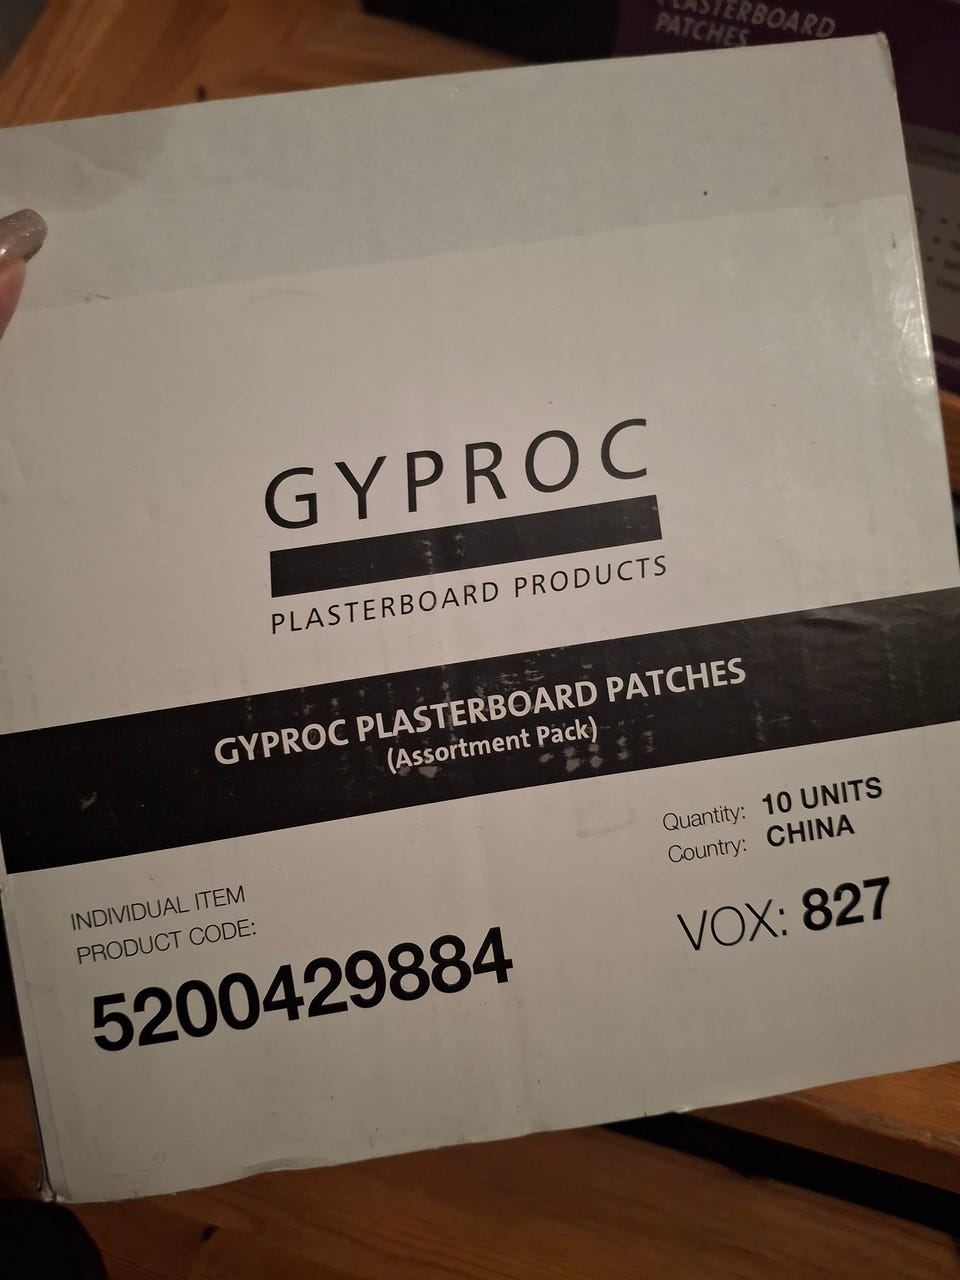 PLASTERBOARD
PATCHES
GYPROC
PLASTERBOARD PRODUCTS
GYPROC PLASTERBOARD PATCHES
(Assortment Pack)
Quantity: 10 UNITS
Country: CHINA
INDIVIDUAL ITEM
PRODUCT CODE:
VOX: 827
5200429884